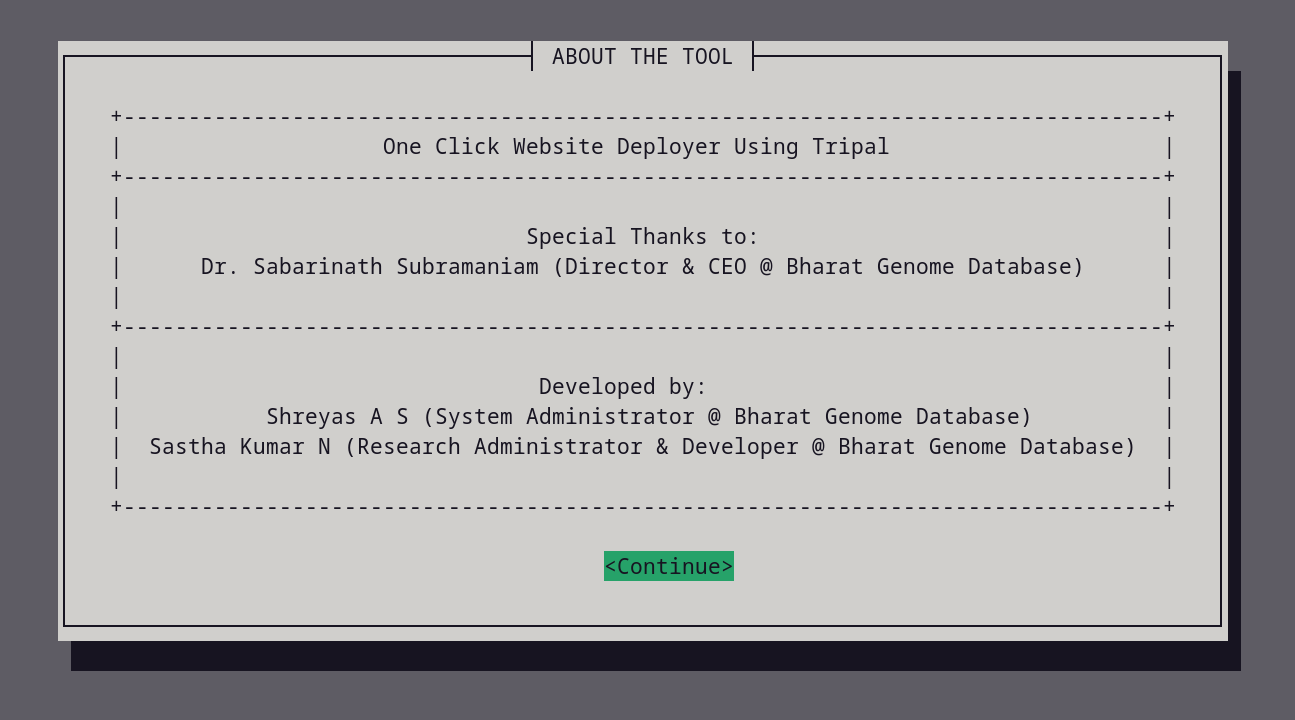 ABOUT THE TOOL
One Click Website Deployer Using Tripal
Special Thanks to:
Dr. Sabarinath Subramaniam (Director & CEO @ Bharat Genome Database)
Developed by:
Shreyas A S (System Administrator @ Bharat Genome Database)
Sastha Kumar N (Research Administrator & Developer @ Bharat Genome Database)
<Continue>